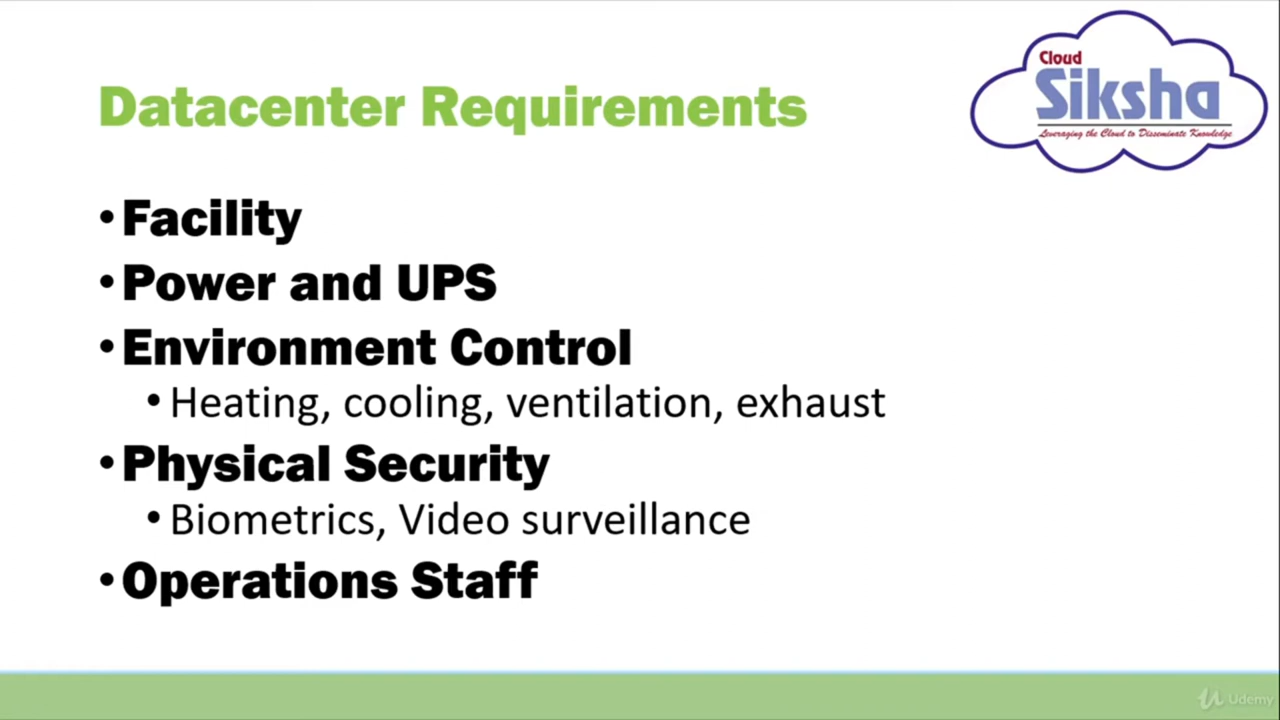 Cloud
Siksha
Leveraging the Cloud to Disseminate Knowledge
Datacenter Requirements
•Facility
•Power and UPS
•Environment Control
•Heating, cooling, ventilation, exhaust
•Physical Security
•Biometrics, Video surveillance
•Operations Staff
Udemy